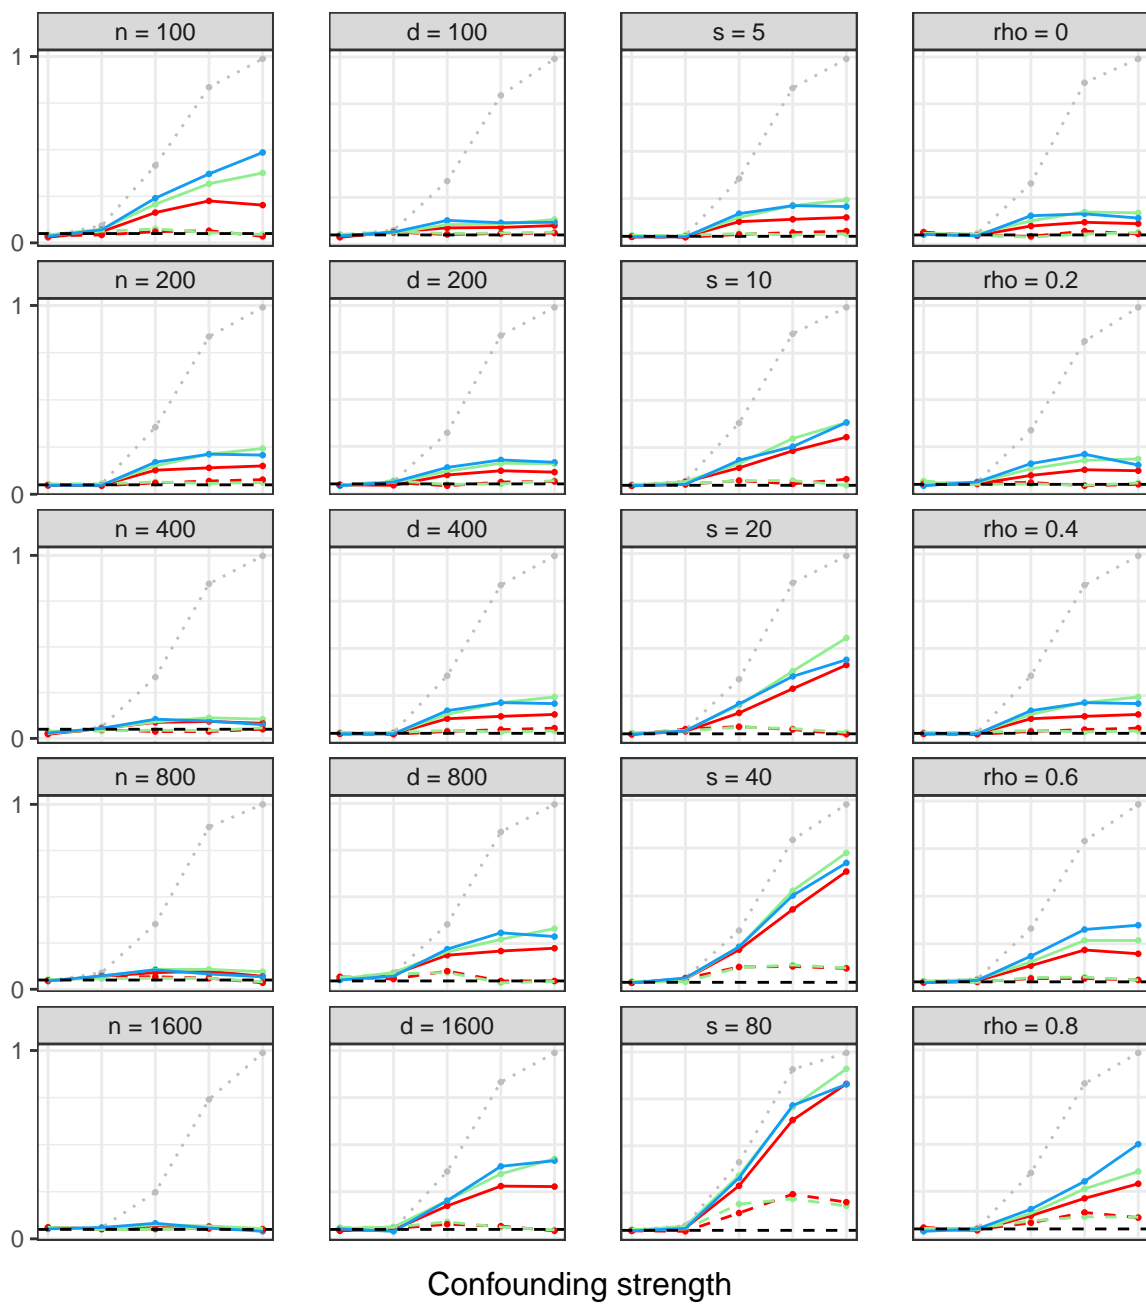 n = 100
d = 100
s = 5
rho = 0
1
0
n = 200
d = 200
s = 10
rho = 0.2
1
0
n = 400
d = 400
s = 20
rho = 0.4
1
0
n = 800
d = 800
s = 40
rho = 0.6
1
0
n = 1600
d = 1600
s = 80
rho = 0.8
1
0
Confounding strength